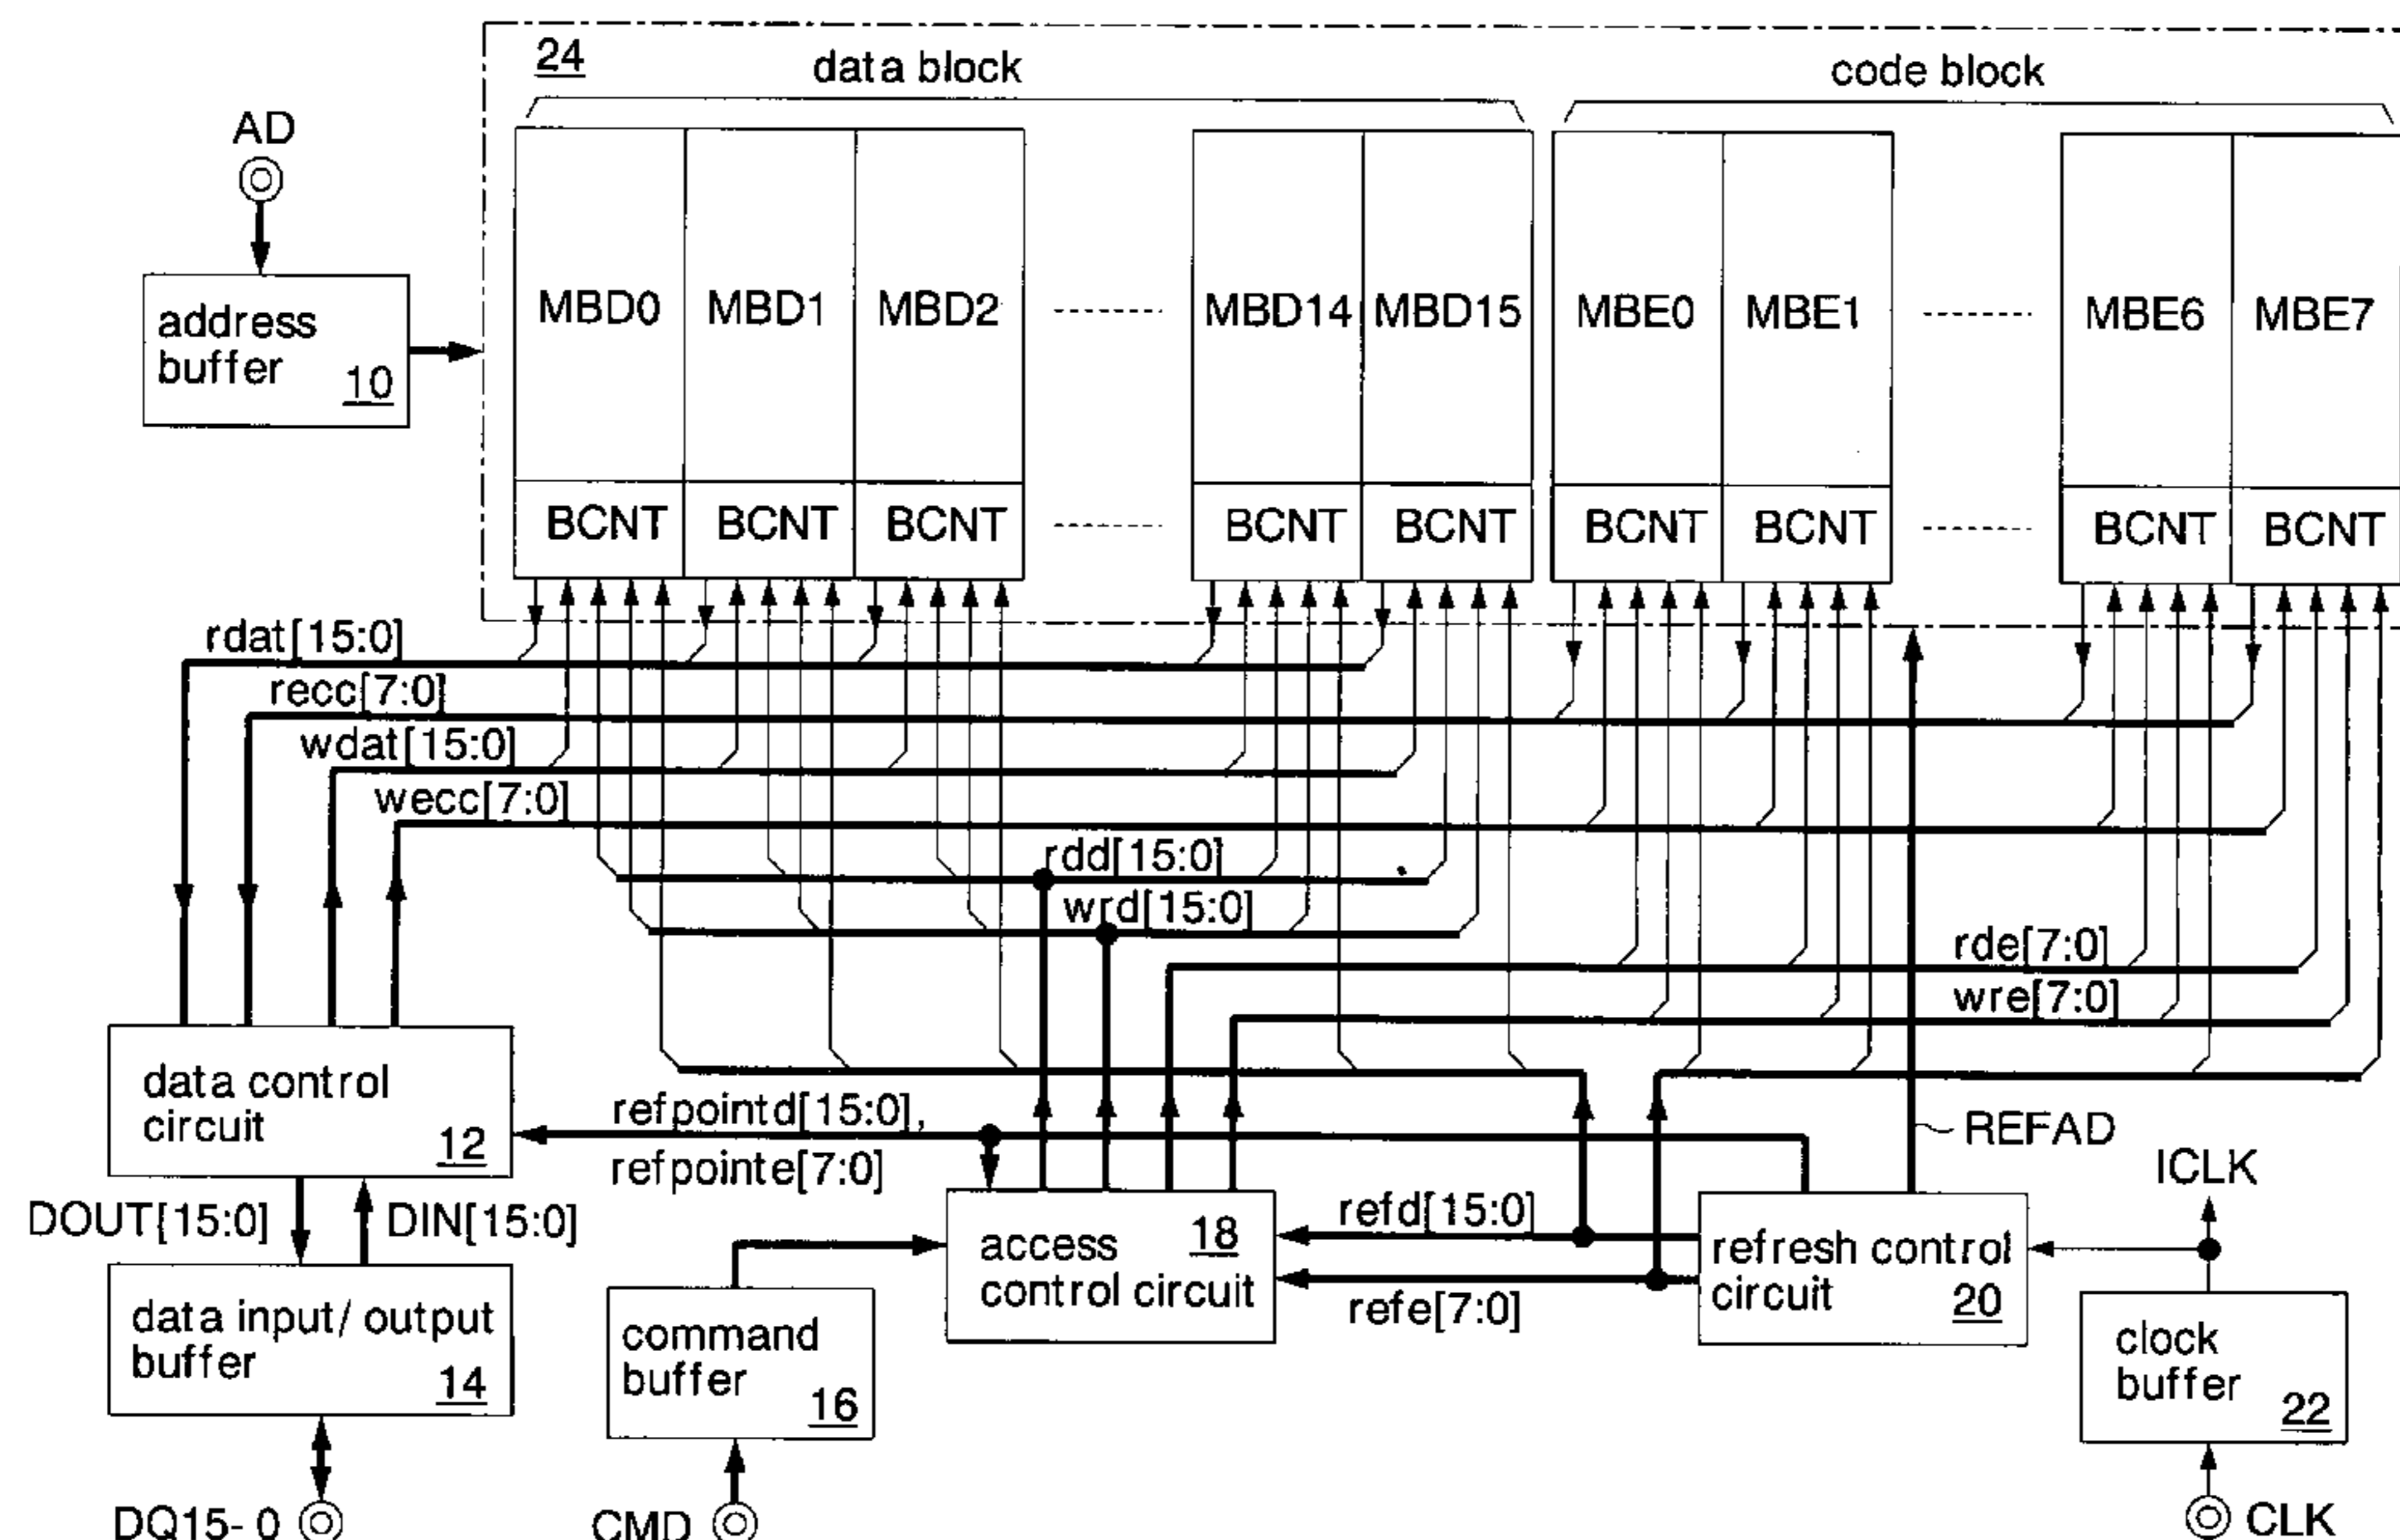 24
data block
code block
AD
MBD0
MBD1
MBD2
MBD14
MBD15
MBE0
MBE1
MBE6
MBE7
address
buffer
10
BCNT
BCNT
BCNT
BCNT
BCNT
BCNT
BCNT
BCNT
BCNT
rdat[15:0]
recc[7:0]
wdat[15:0]
wecc[7:0]
rdd[15:0]
wrd[15:0]
rde[7:0]
wre[7:0]
data control
circuit
12
refpointd[15:0],
refpointe[7:0]
REFAD
ICLK
DOUT[15:0]
DIN[15:0]
refd[15:0]
access
control circuit
18
refe[7:0]
refresh control
circuit
20
data input/ output
buffer
14
command
buffer
16
clock
buffer
22
DQ15- 0
CMD
CLK